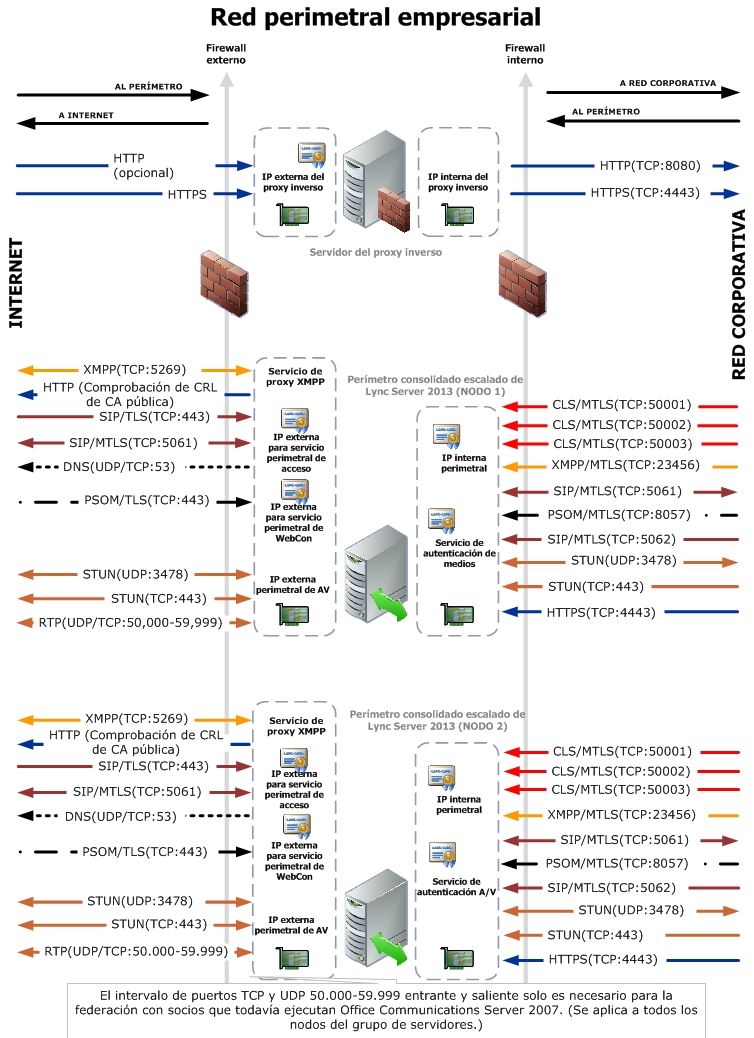 Red perimetral empresarial
Firewall
externo
Firewall
interno
AL PERÍMETRO
A INTERNET
A RED CORPORATIVA
AL PERÍMETRO
HTTP
(opcional)
HTTPS
IP externa del
proxy inverso
IP interna del
proxy inverso
HTTP(TCP:8080)
HTTPS(TCP:4443)
Servidor del proxy inverso
INTERNET
RED CORPORATIVA
XMPP(TCP:5269)
HTTP (Comprobación de CRL
de CA pública)
SIP/TLS(TCP:443)
SIP/MTLS(TCP:5061)
DNS(UDP/TCP:53)
PSOM/TLS(TCP:443)
STUN(UDP:3478)
STUN(TCP:443)
RTP(UDP/TCP:50,000-59,999)
Servicio de
proxy XMPP
IP externa
para servicio
perimetral de
acceso
IP externa
para servicio
perimetral de
WebCon
IP externa
perimetral de AV
Perímetro consolidado escalado de
Lync Server 2013 (NODO 1)
IP interna
perimetral
Servicio de
autenticación de
medios
CLS/MTLS(TCP:50001)
CLS/MTLS(TCP:50002)
CLS/MTLS(TCP:50003)
XMPP/MTLS(TCP:23456)
SIP/MTLS(TCP:5061)
PSOM/MTLS(TCP:8057)
SIP/MTLS(TCP:5062)
STUN(UDP:3478)
STUN(TCP:443)
HTTPS(TCP:4443)
XMPP(TCP:5269)
HTTP (Comprobación de CRL
de CA pública)
SIP/TLS(TCP:443)
SIP/MTLS(TCP:5061)
DNS(UDP/TCP:53)
PSOM/TLS(TCP:443)
STUN(UDP:3478)
STUN(TCP:443)
RTP(UDP/TCP:50.000-59.999)
Servicio de
proxy XMPP
IP externa
para servicio
perimetral de
acceso
IP externa
para servicio
perimetral de
WebCon
IP externa
perimetral de AV
Perímetro consolidado escalado de
Lync Server 2013 (NODO 2)
IP interna
perimetral
Servicio de
autenticación A/V
CLS/MTLS(TCP:50001)
CLS/MTLS(TCP:50002)
CLS/MTLS(TCP:50003)
XMPP/MTLS(TCP:23456)
SIP/MTLS(TCP:5061)
PSOM/MTLS(TCP:8057)
SIP/MTLS(TCP:5062)
STUN(UDP:3478)
STUN(TCP:443)
HTTPS(TCP:4443)
El intervalo de puertos TCP y UDP 50.000-59.999 entrante y saliente solo es necesario para la
federación con socios que todavía ejecutan Office Communications Server 2007. (Se aplica a todos los
nodos del grupo de servidores.)